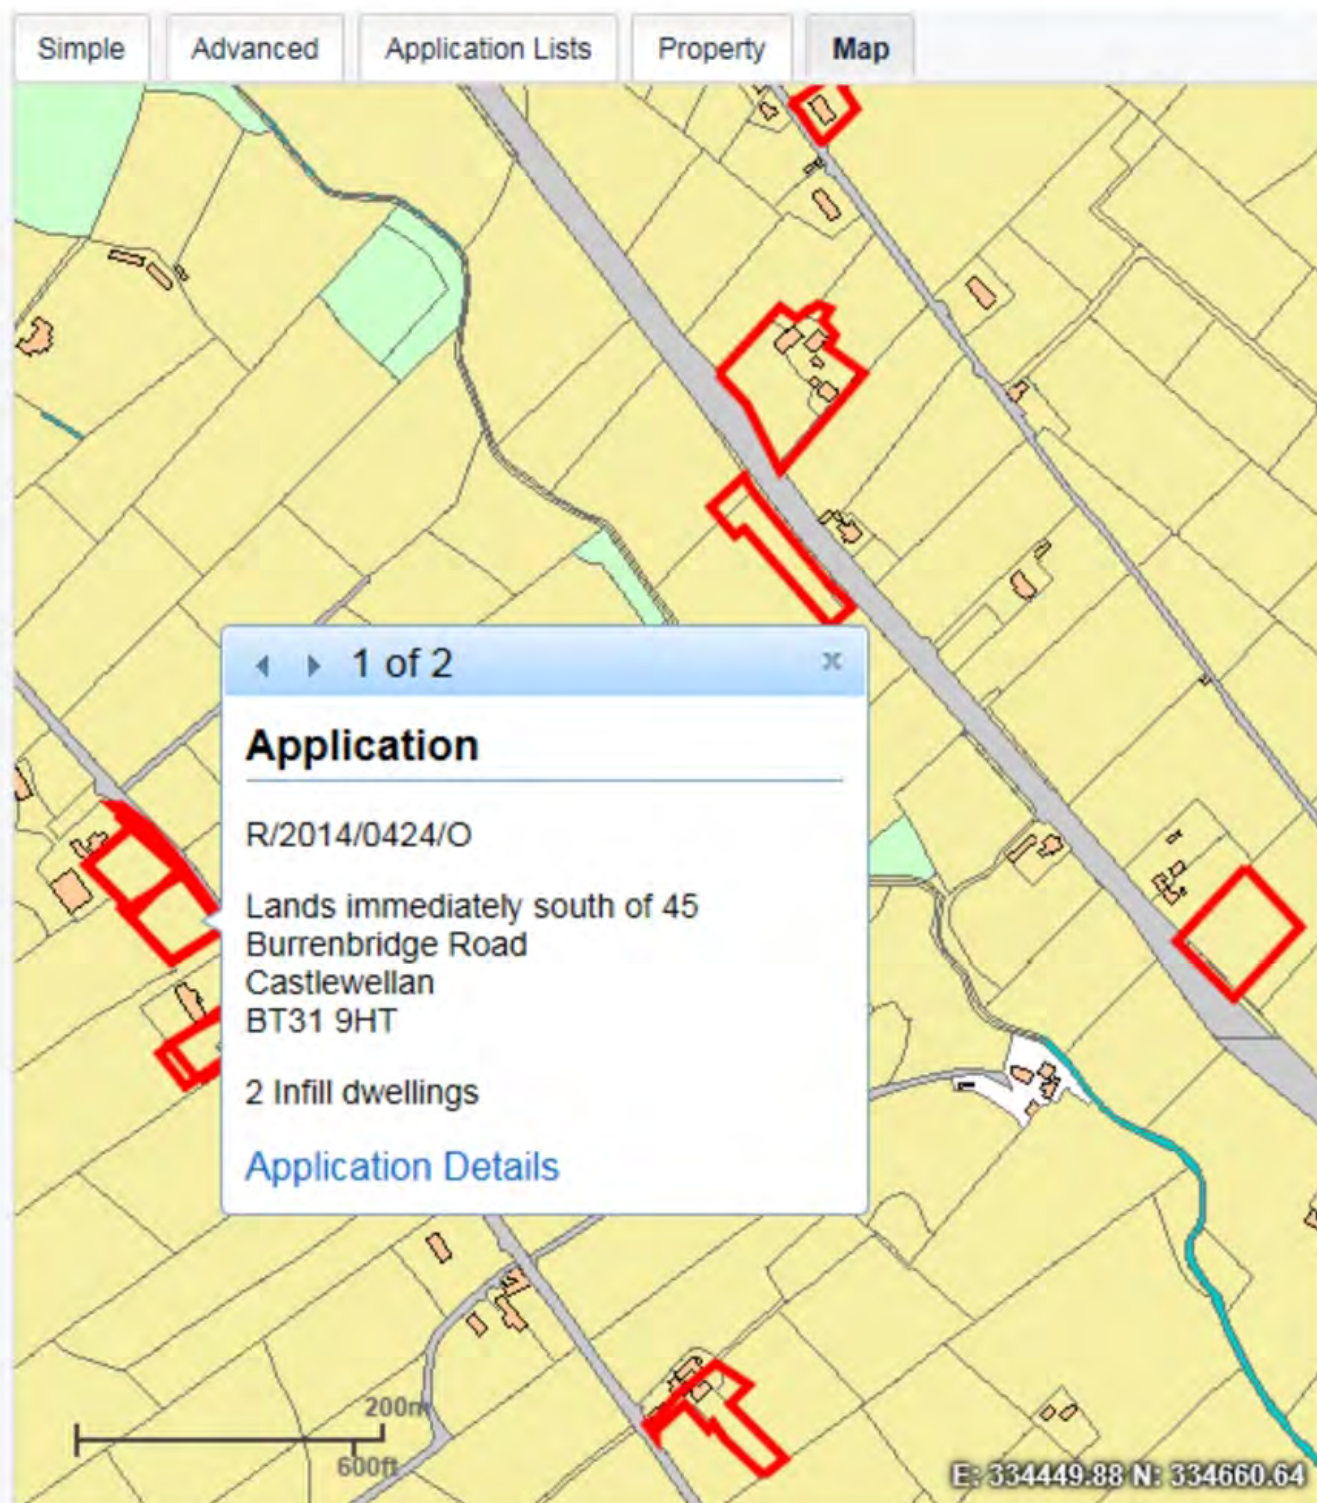 Simple Advanced Application Lists Property Map
1 of 2
Application
R/2014/0424/O
Lands immediately south of 45
Burrenbridge Road
Castlewellan
BT31 9HT
2 Infill dwellings
Application Details
200m
600ft
E: 334449.88 N: 334660.64